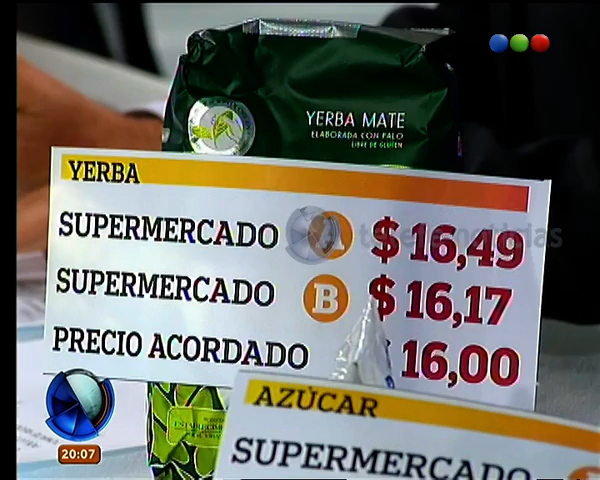 YERBA MATE
ELABORADA CON PALO
LIBRE DE GLUTEN
YERBA
SUPERMERCADO A $ 16,49
SUPERMERCADO B $ 16,17
PRECIO ACORDADO $ 16,00
AZÚCAR
SUPERMERCADO
20:07